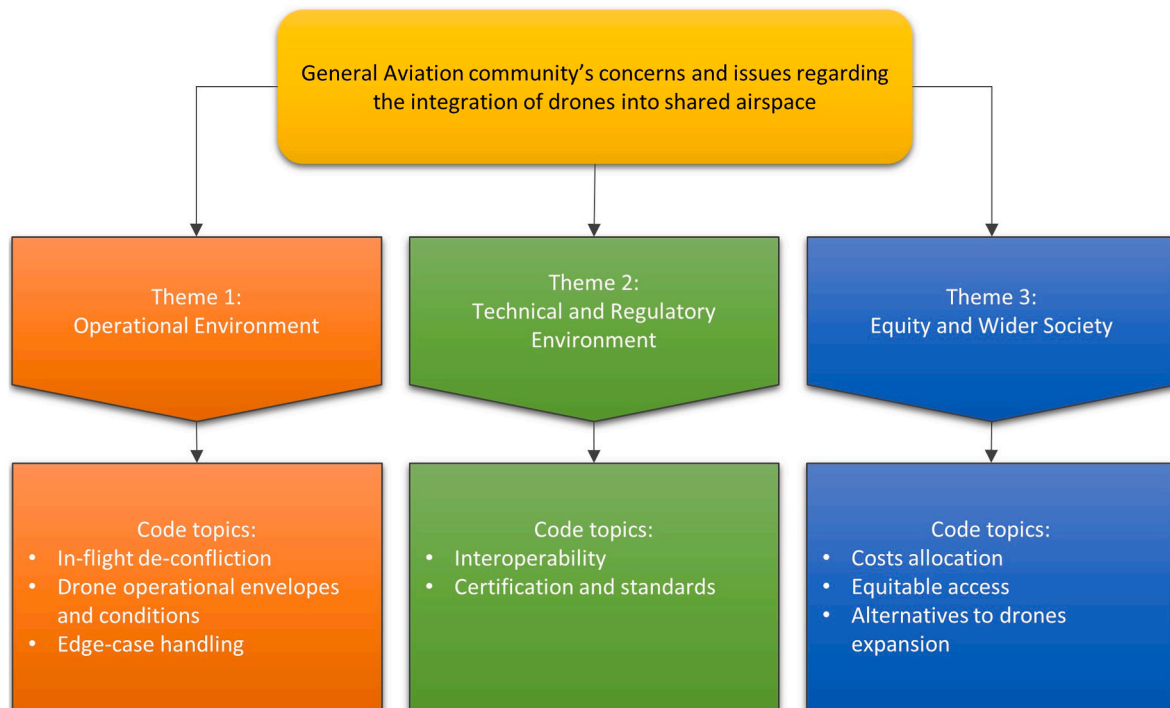 General Aviation community’s concerns and issues regarding
the integration of drones into shared airspace
Theme 1:
Operational Environment
Theme 2:
Technical and Regulatory
Environment
Theme 3:
Equity and Wider Society
Code topics:
• In-flight de-confliction
• Drone operational envelopes
and conditions
• Edge-case handling
Code topics:
• Interoperability
• Certification and standards
Code topics:
• Costs allocation
• Equitable access
• Alternatives to drones
expansion